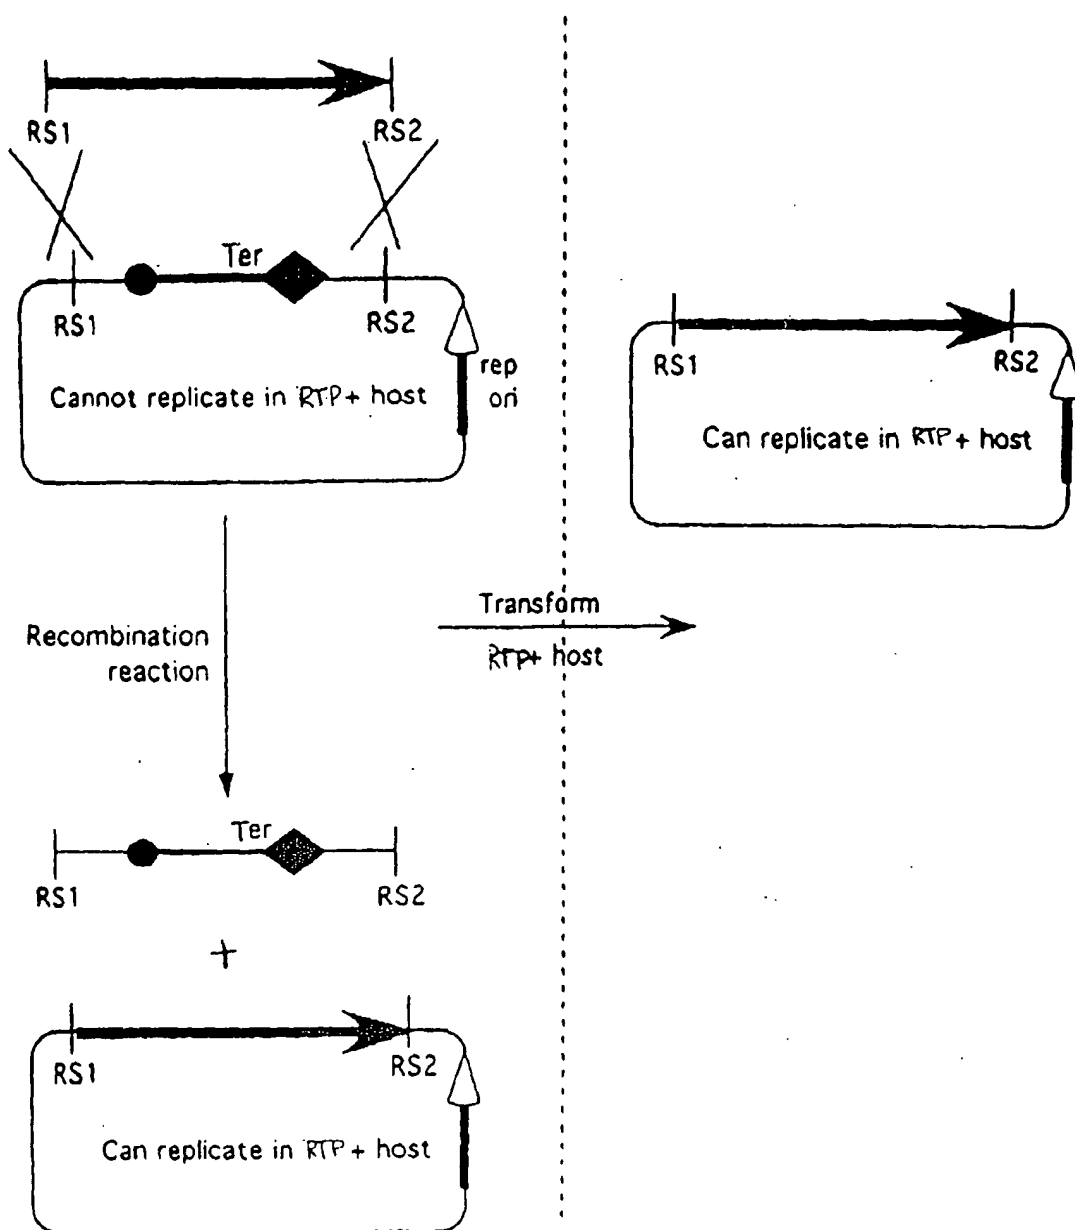 RS1
RS2
Ter
RS1
RS2
rep
ori
Cannot replicate in RTP+ host
RS1
RS2
Can replicate in RTP+ host
Recombination
reaction
Transform
RTP+ host
Ter
RS1
RS2
+
RS1
RS2
Can replicate in RTP+ host